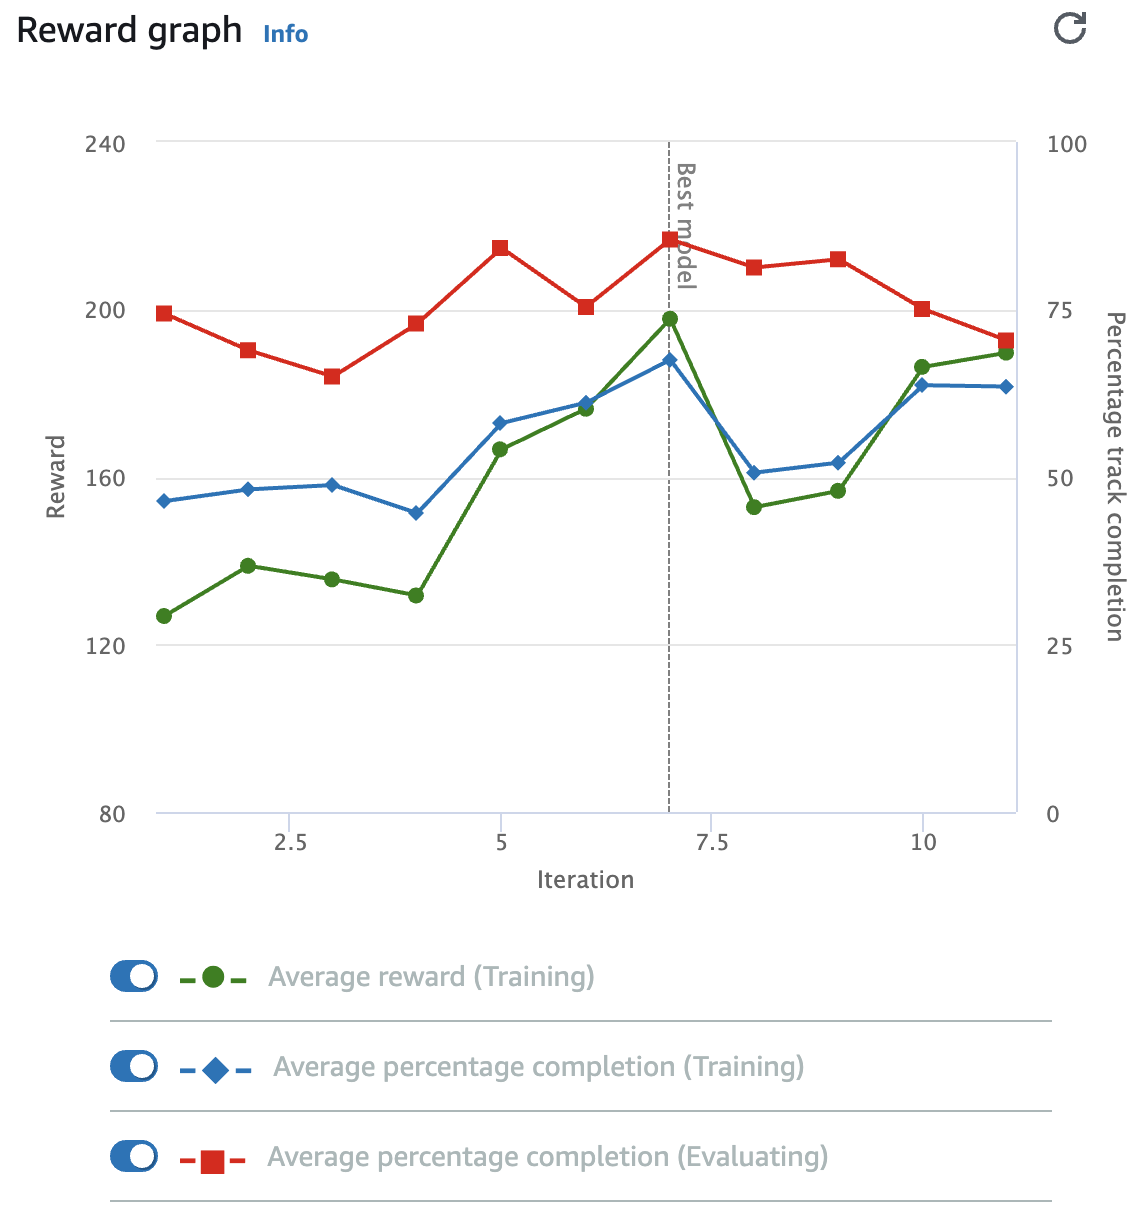 Reward graph Info
240
200
160
120
80
Reward
100
75
50
25
0
Percentage track completion
Best model
2.5 5 7.5 10
Iteration
Average reward (Training)
Average percentage completion (Training)
Average percentage completion (Evaluating)